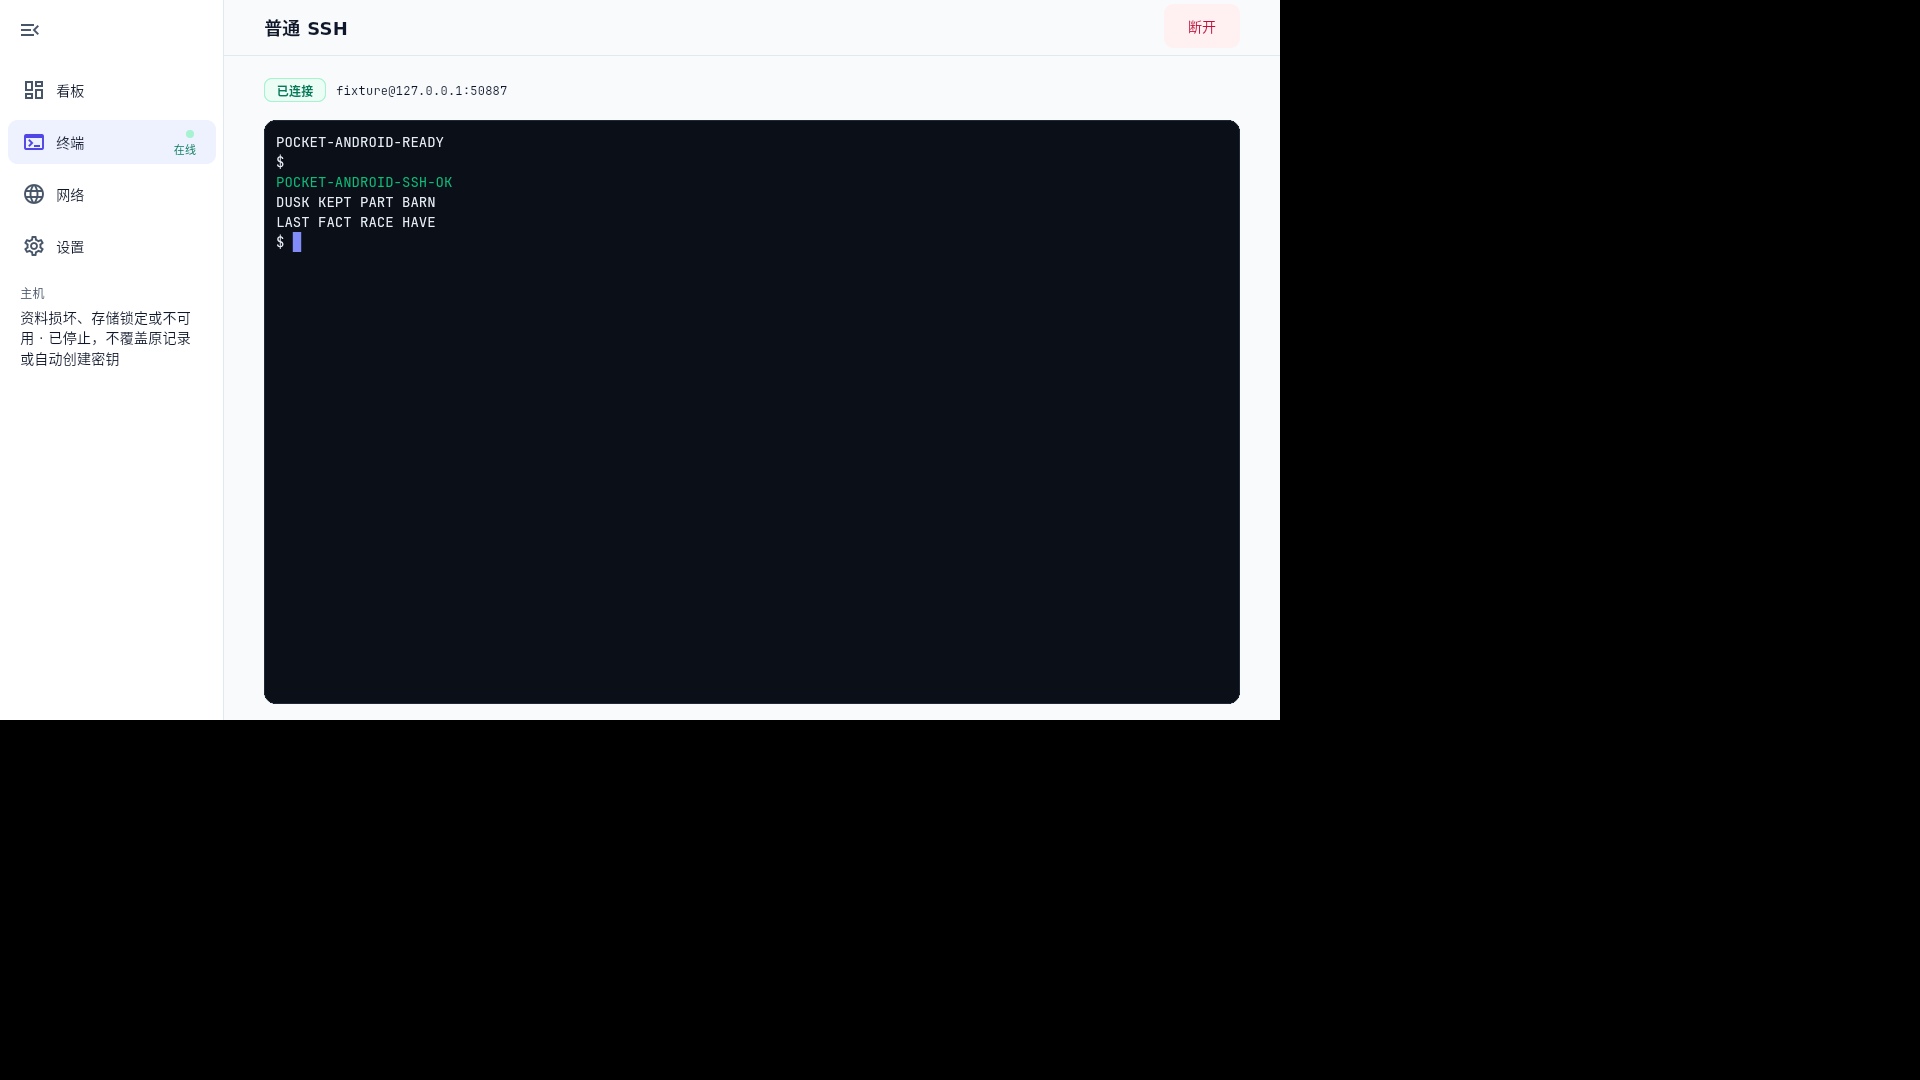 普通 SSH
断开
看板
终端
在线
网络
设置
主机
资料损坏、存储锁定或不可
用 · 已停止，不覆盖原记录
或自动创建密钥
已连接 fixture@127.0.0.1:50887
POCKET-ANDROID-READY
$
POCKET-ANDROID-SSH-OK
DUSK KEPT PART BARN
LAST FACT RACE HAVE
$